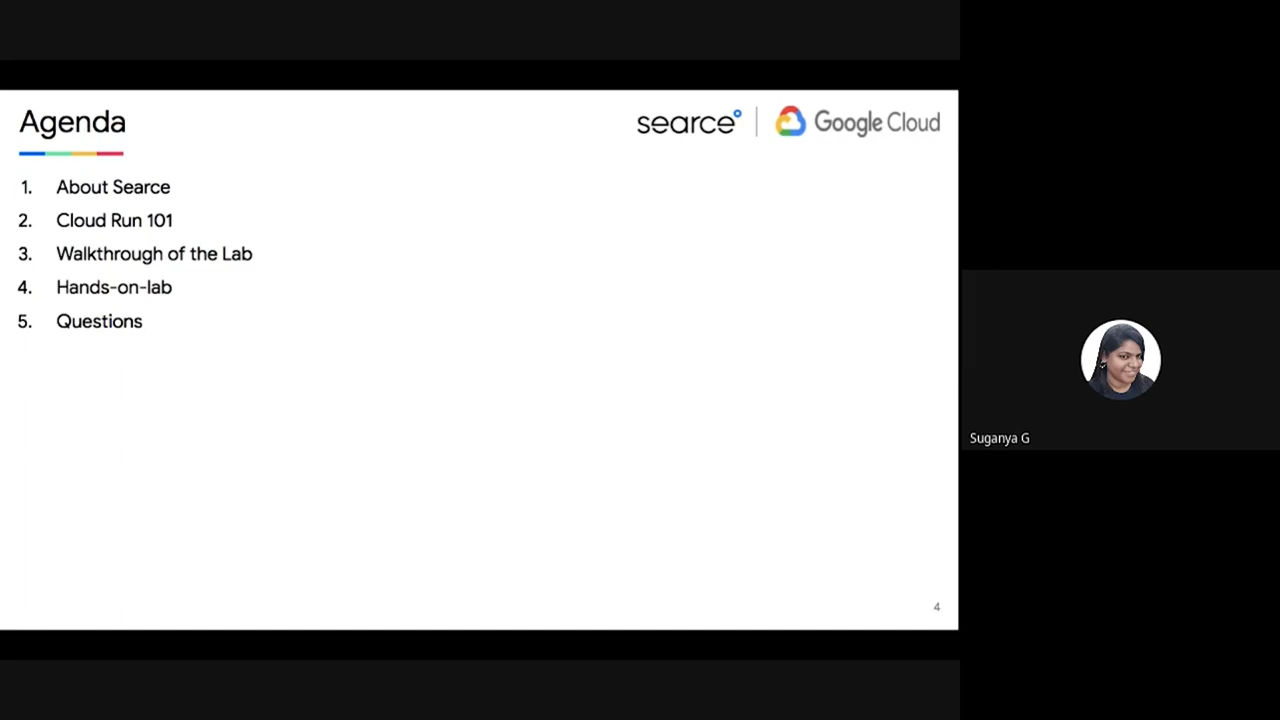 Agenda
searce | Google Cloud
1. About Searce
2. Cloud Run 101
3. Walkthrough of the Lab
4. Hands-on-lab
5. Questions
Suganya G
4